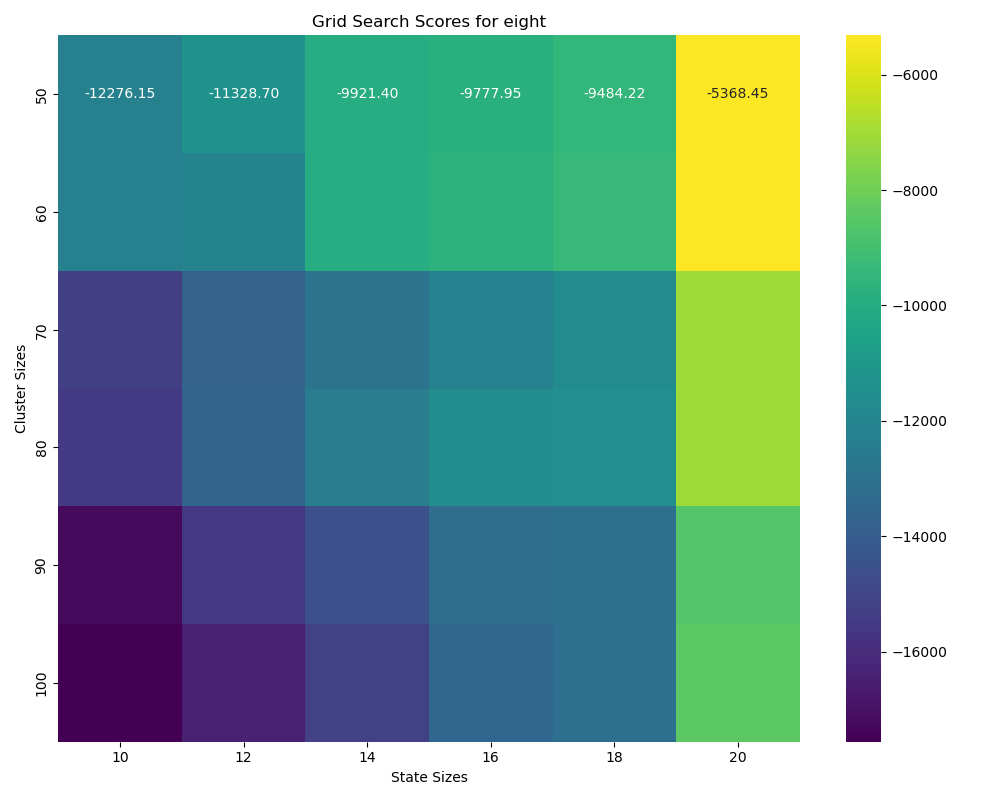 Grid Search Scores for eight
Cluster Sizes
50
60
70
80
90
100
-12276.15 -11328.70 -9921.40 -9777.95 -9484.22 -5368.45
10 12 14 16 18 20
State Sizes
−6000
−8000
−10000
−12000
−14000
−16000